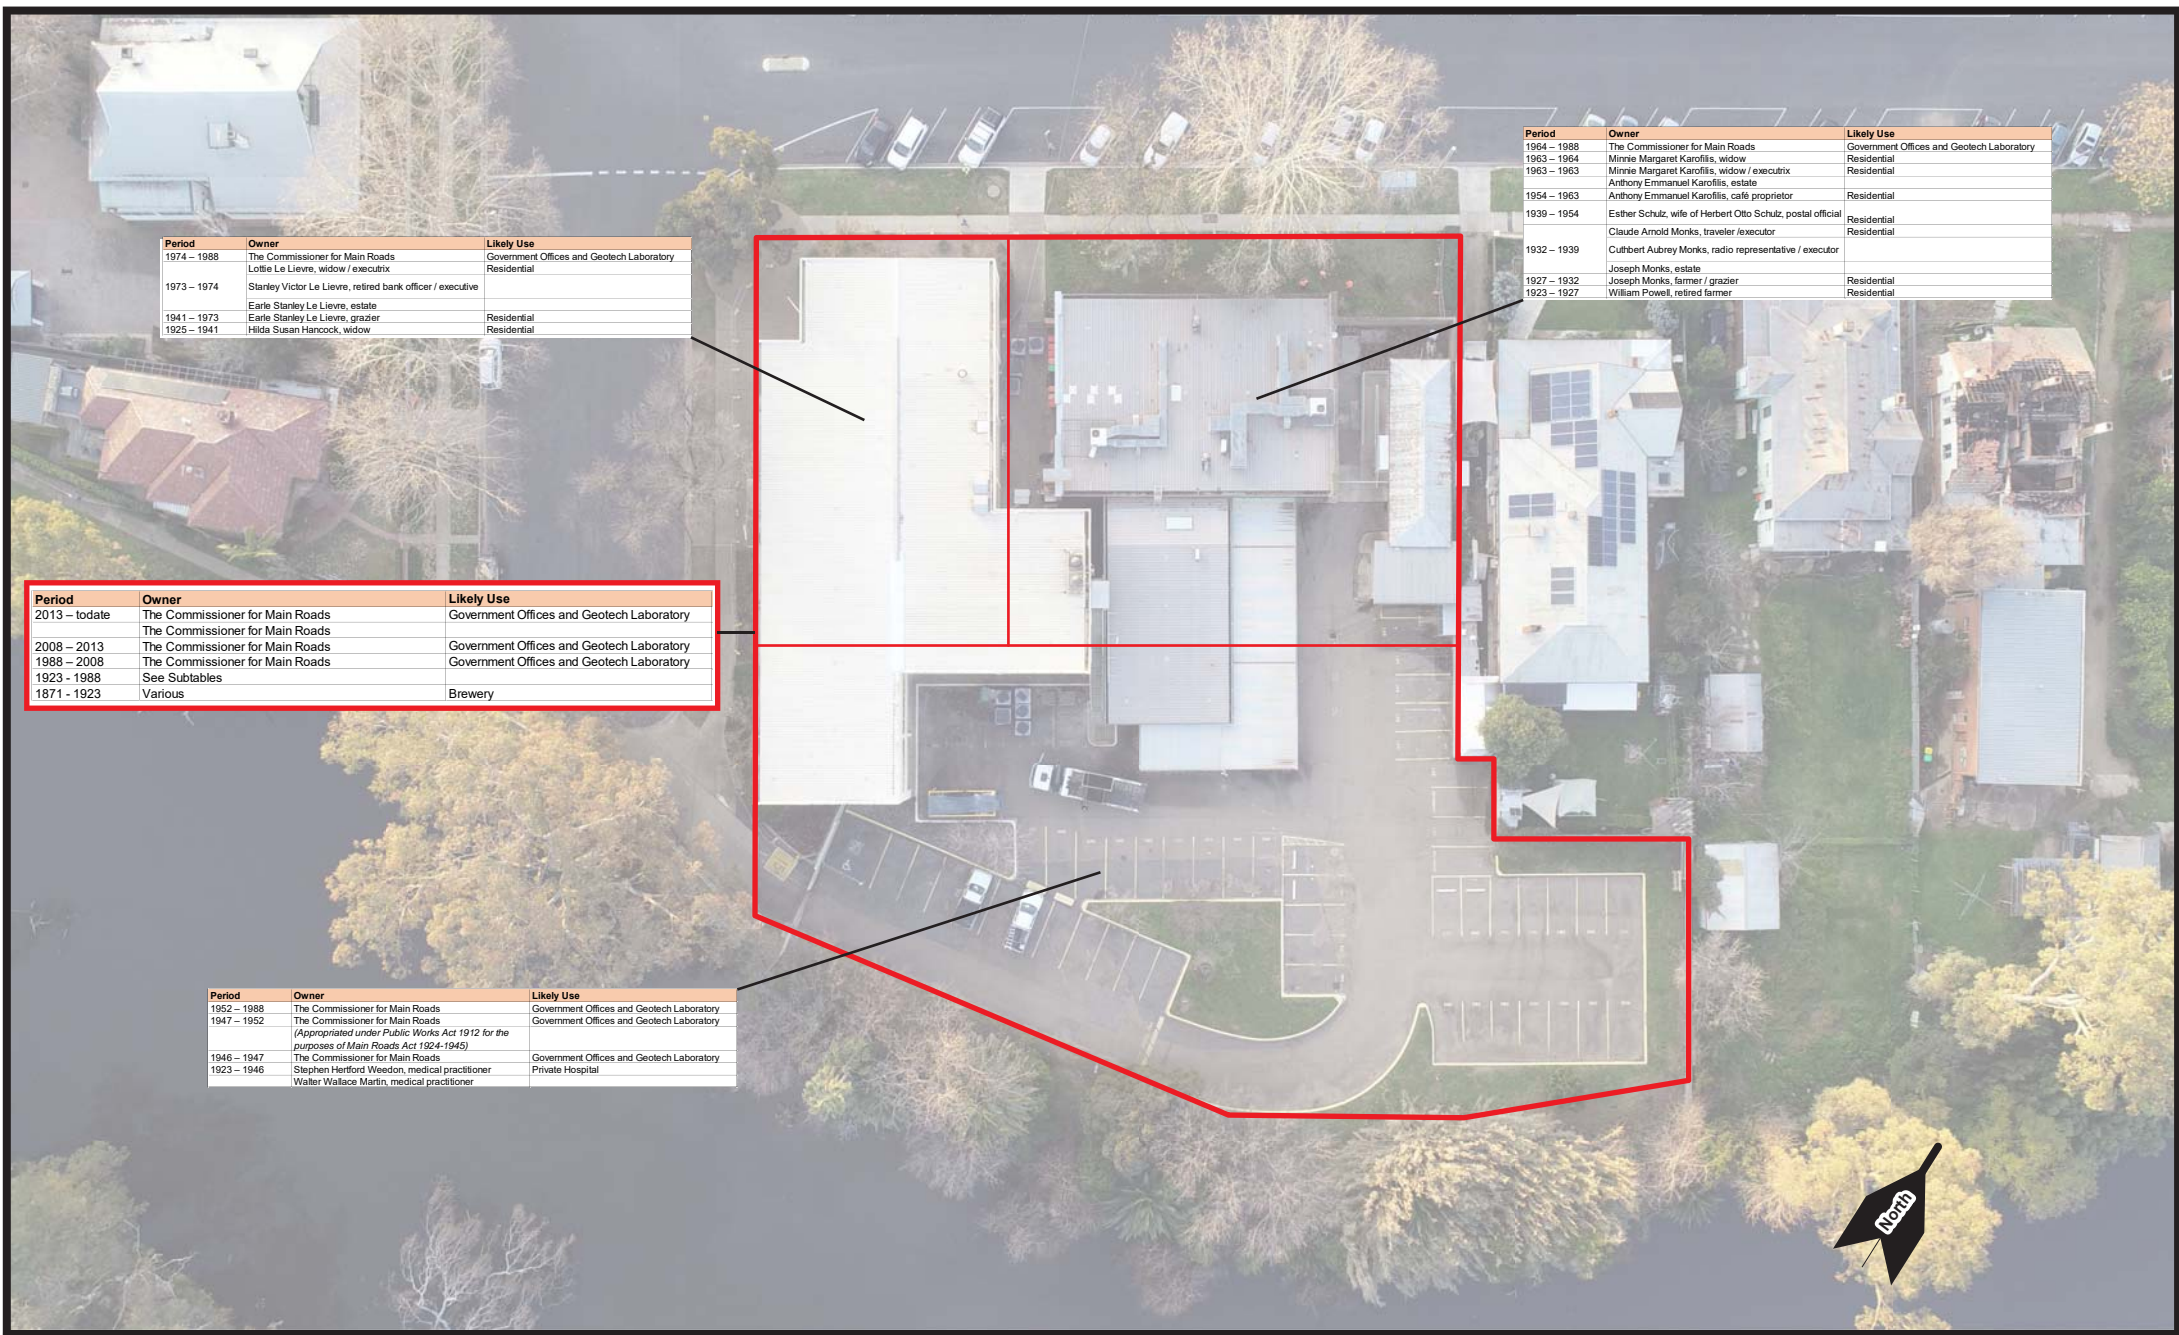 Period Owner Likely Use
1964 – 1988 The Commissioner for Main Roads Government Offices and Geotech Laboratory
1963 – 1964 Minnie Margaret Karofilis, widow Residential
1963 – 1963 Minnie Margaret Karofilis, widow / executrix Residential
Anthony Emmanuel Karofilis, estate
1954 – 1963 Anthony Emmanuel Karofilis, café proprietor Residential
1939 – 1954 Esther Schulz, wife of Herbert Otto Schulz, postal official Residential
Claude Arnold Monks, traveler /executor Residential
1932 – 1939 Cuthbert Aubrey Monks, radio representative / executor
Joseph Monks, estate
1927 – 1932 Joseph Monks, farmer / grazier Residential
1923 – 1927 William Powell, retired farmer Residential
Period Owner Likely Use
1974 – 1988 The Commissioner for Main Roads Government Offices and Geotech Laboratory
Lottie Le Lievre, widow / executrix Residential
1973 – 1974 Stanley Victor Le Lievre, retired bank officer / executive
Earle Stanley Le Lievre, estate
1941 – 1973 Earle Stanley Le Lievre, grazier Residential
1925 – 1941 Hilda Susan Hancock, widow Residential
Period Owner Likely Use
2013 – todate The Commissioner for Main Roads Government Offices and Geotech Laboratory
The Commissioner for Main Roads
2008 – 2013 The Commissioner for Main Roads Government Offices and Geotech Laboratory
1988 – 2008 The Commissioner for Main Roads Government Offices and Geotech Laboratory
1923 - 1988 See Subtables
1871 - 1923 Various Brewery
Period Owner Likely Use
1952 – 1988 The Commissioner for Main Roads Government Offices and Geotech Laboratory
1947 – 1952 The Commissioner for Main Roads Government Offices and Geotech Laboratory
(Appropriated under Public Works Act 1912 for the
purposes of Main Roads Act 1924-1945)
1946 – 1947 The Commissioner for Main Roads Government Offices and Geotech Laboratory
1923 – 1946 Stephen Hertford Weedon, medical practitioner Private Hospital
Walter Wallace Martin, medical practitioner
North